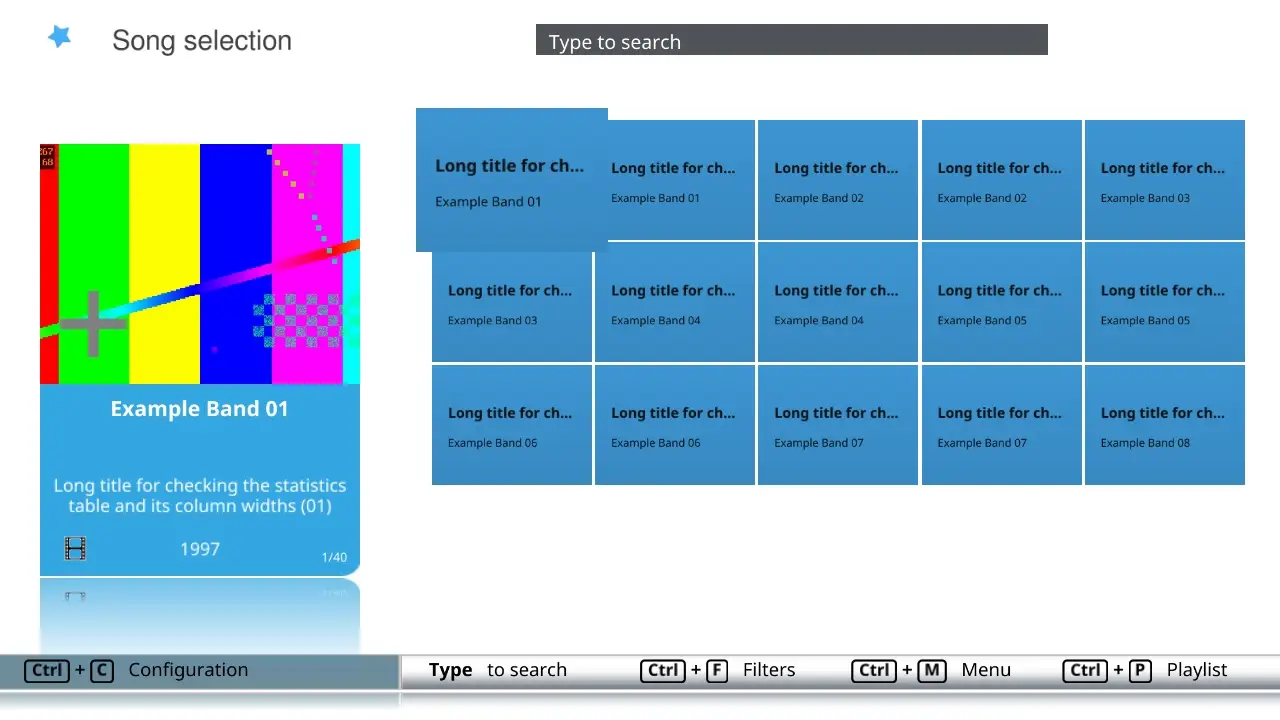 Song selection
Type to search
267
68
Example Band 01
Long title for checking the statistics
table and its column widths (01)
1997
1/40
Long title for ch...
Example Band 01
Long title for ch...
Example Band 01
Long title for ch...
Example Band 02
Long title for ch...
Example Band 02
Long title for ch...
Example Band 03
Long title for ch...
Example Band 03
Long title for ch...
Example Band 04
Long title for ch...
Example Band 04
Long title for ch...
Example Band 05
Long title for ch...
Example Band 05
Long title for ch...
Example Band 06
Long title for ch...
Example Band 06
Long title for ch...
Example Band 07
Long title for ch...
Example Band 07
Long title for ch...
Example Band 08
Ctrl + C Configuration
Type to search
Ctrl + F Filters
Ctrl + M Menu
Ctrl + P Playlist